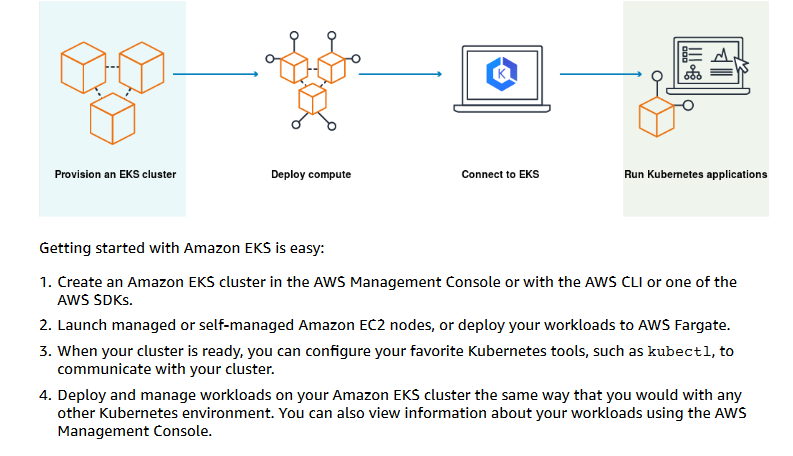 K
Provision an EKS cluster
Deploy compute
Connect to EKS
Run Kubernetes applications
Getting started with Amazon EKS is easy:
1. Create an Amazon EKS cluster in the AWS Management Console or with the AWS CLI or one of the
AWS SDKs.
2. Launch managed or self-managed Amazon EC2 nodes, or deploy your workloads to AWS Fargate.
3. When your cluster is ready, you can configure your favorite Kubernetes tools, such as kubectl, to
communicate with your cluster.
4. Deploy and manage workloads on your Amazon EKS cluster the same way that you would with any
other Kubernetes environment. You can also view information about your workloads using the AWS
Management Console.